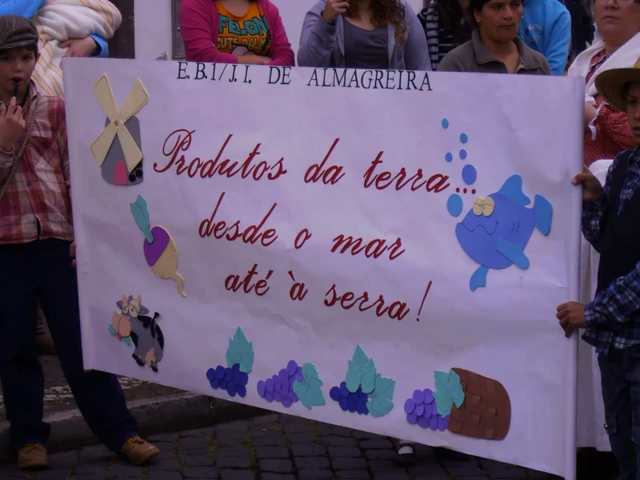 E.B.1/J.I. DE ALMAGREIRA
Produtos da terra...
desde o mar
até à serra!